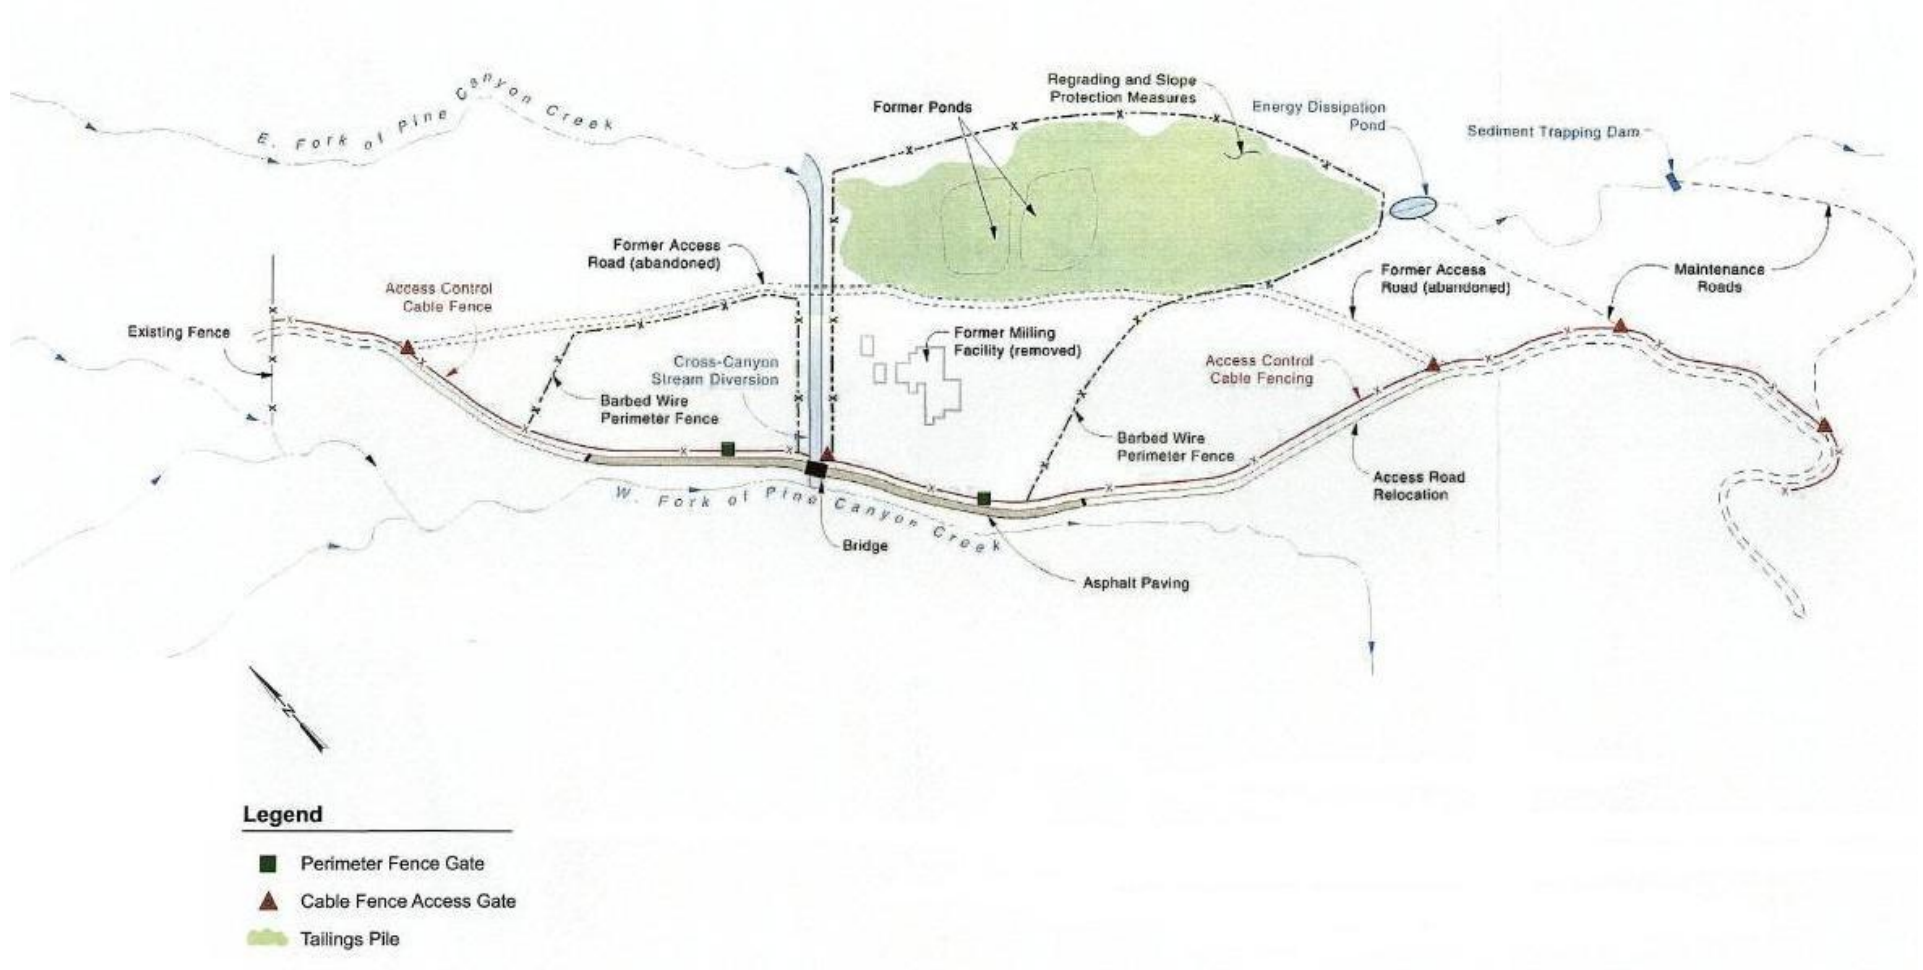 E. Fork of Pine Canyon Creek
Former Ponds
Regrading and Slope
Protection Measures
Energy Dissipation
Pond
Sediment Trapping Dam
Former Access
Road (abandoned)
Access Control
Cable Fence
Existing Fence
Former Access
Road (abandoned)
Maintenance
Roads
Former Milling
Facility (removed)
Cross-Canyon
Stream Diversion
Access Control
Cable Fencing
Barbed Wire
Perimeter Fence
Barbed Wire
Perimeter Fence
Access Road
Relocation
W. Fork of Pine Canyon Creek
Bridge
Asphalt Paving
N
Legend
Perimeter Fence Gate
Cable Fence Access Gate
Tailings Pile